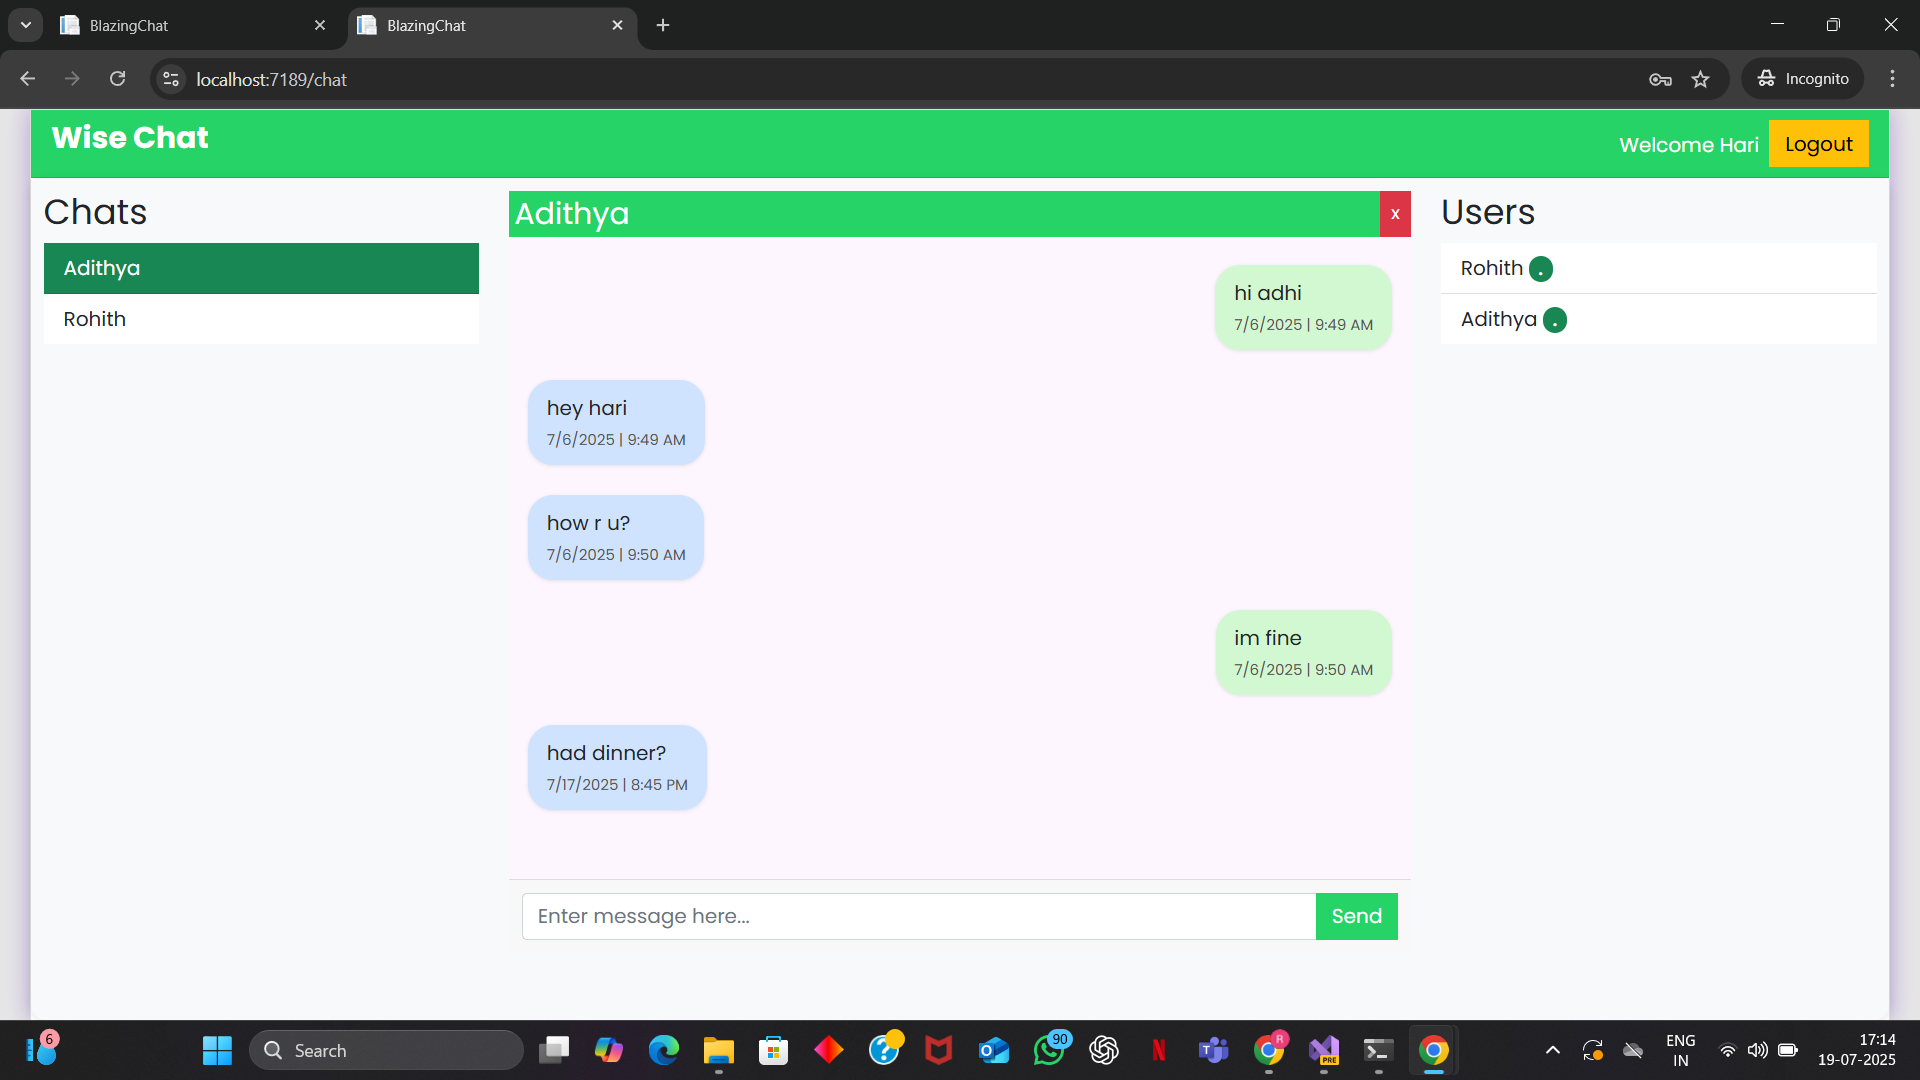 BlazingChat
BlazingChat
localhost:7189/chat
Incognito
Wise Chat
Welcome Hari
Logout
Chats
Adithya
Rohith
Adithya
x
hi adhi
7/6/2025 | 9:49 AM
hey hari
7/6/2025 | 9:49 AM
how r u?
7/6/2025 | 9:50 AM
im fine
7/6/2025 | 9:50 AM
had dinner?
7/17/2025 | 8:45 PM
Enter message here...
Send
Users
Rohith .
Adithya .
6
Search
90
R
PRE
ENG
IN
17:14
19-07-2025